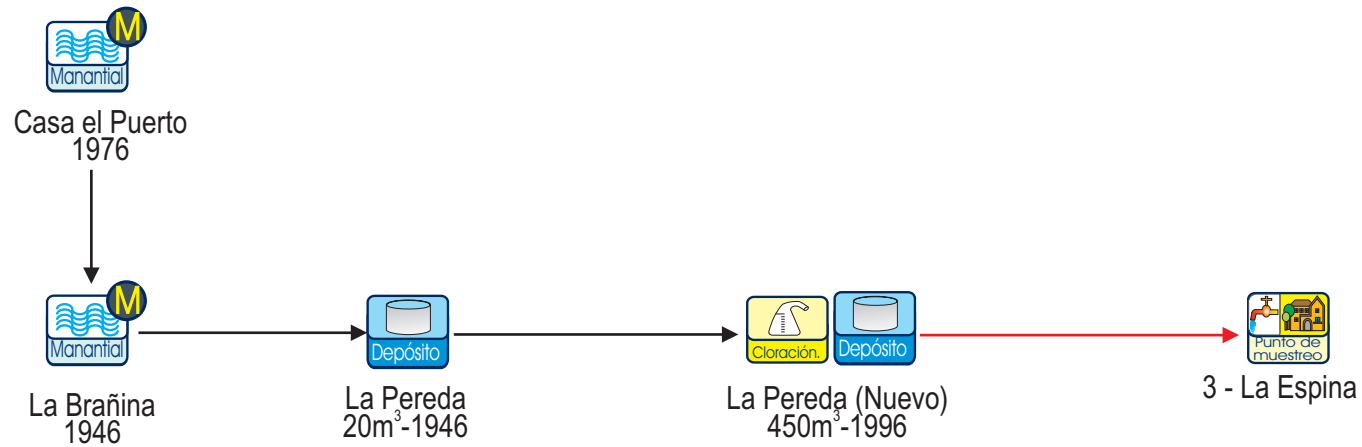 M
Manantial
Casa el Puerto
1976
M
Manantial
La Brañina
1946
Depósito
La Pereda
20m³-1946
Cloración.
Depósito
La Pereda (Nuevo)
450m³-1996
Punto de
muestreo
3 - La Espina